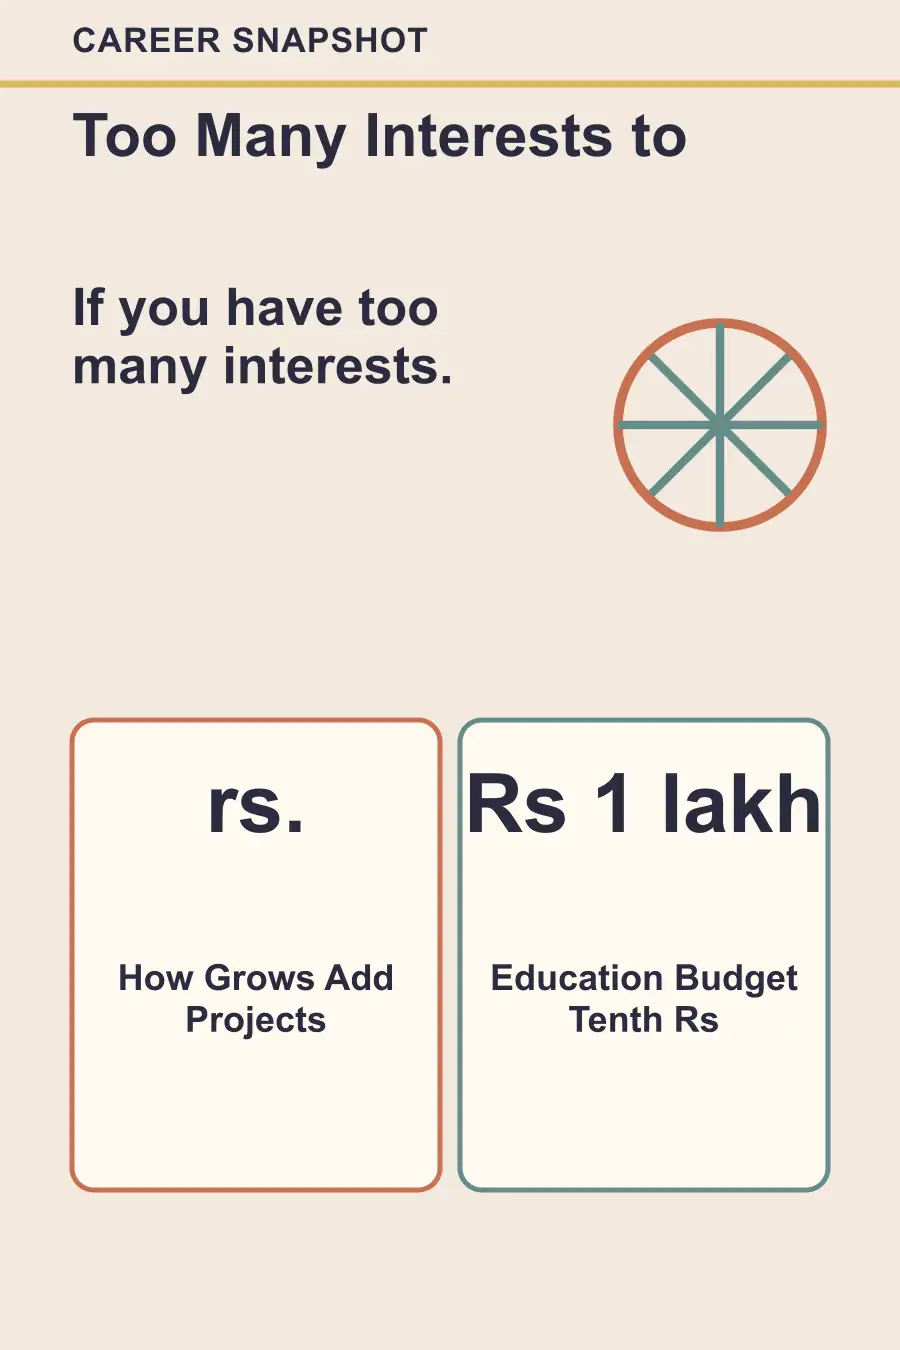 CAREER SNAPSHOT
Too Many Interests to
If you have too
many interests.
rs.
How Grows Add
Projects
Rs 1 lakh
Education Budget
Tenth Rs